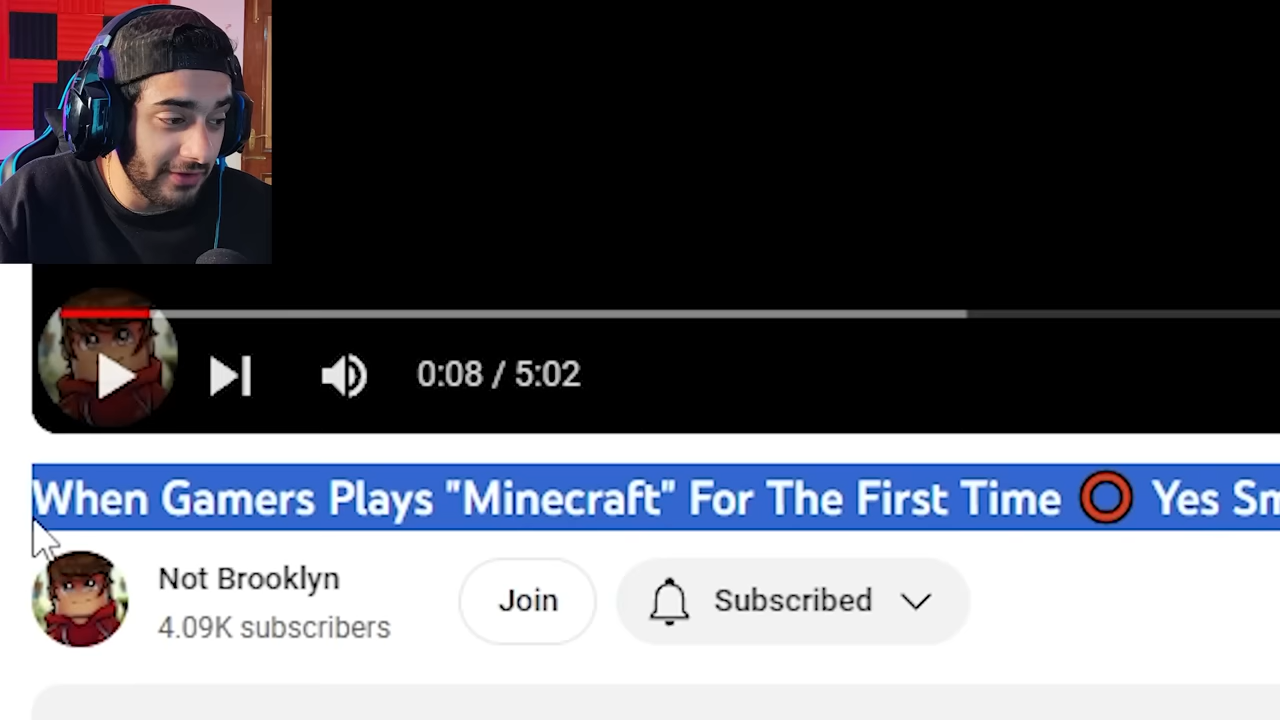 0:08 / 5:02
When Gamers Plays "Minecraft" For The First Time ⭕ Yes Sm
Not Brooklyn
4.09K subscribers
Join
Subscribed